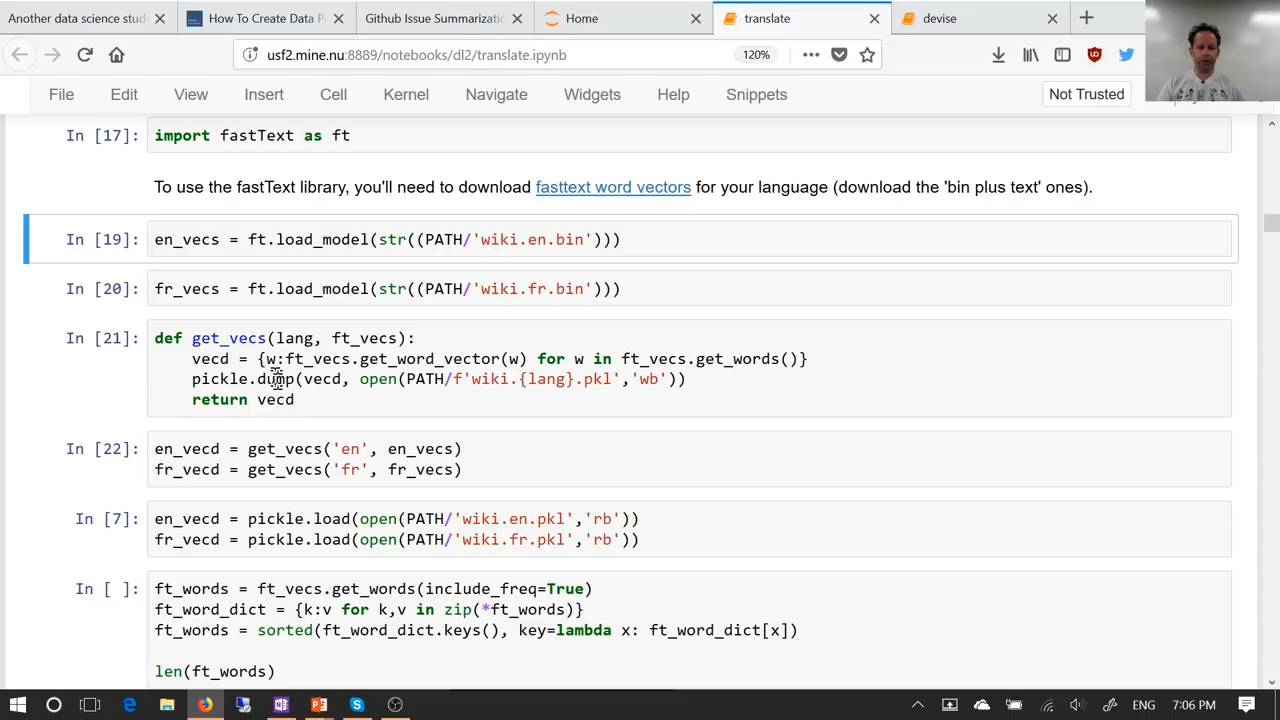 Another data science stude
How To Create Data P
Github Issue Summarizatio
Home
translate
devise
usf2.mine.nu:8889/notebooks/dl2/translate.ipynb
120%
File
Edit
View
Insert
Cell
Kernel
Navigate
Widgets
Help
Snippets
Not Trusted
In [17]:
import fastText as ft
To use the fastText library, you'll need to download fasttext word vectors for your language (download the 'bin plus text' ones).
In [19]:
en_vecs = ft.load_model(str((PATH/'wiki.en.bin')))
In [20]:
fr_vecs = ft.load_model(str((PATH/'wiki.fr.bin')))
In [21]:
def get_vecs(lang, ft_vecs):
vecd = {w:ft_vecs.get_word_vector(w) for w in ft_vecs.get_words()}
pickle.dump(vecd, open(PATH/f'wiki.{lang}.pkl','wb'))
return vecd
In [22]:
en_vecd = get_vecs('en', en_vecs)
fr_vecd = get_vecs('fr', fr_vecs)
In [7]:
en_vecd = pickle.load(open(PATH/'wiki.en.pkl','rb'))
fr_vecd = pickle.load(open(PATH/'wiki.fr.pkl','rb'))
In [ ]:
ft_words = ft_vecs.get_words(include_freq=True)
ft_word_dict = {k:v for k,v in zip(*ft_words)}
ft_words = sorted(ft_word_dict.keys(), key=lambda x: ft_word_dict[x])
len(ft_words)
ENG
7:06 PM